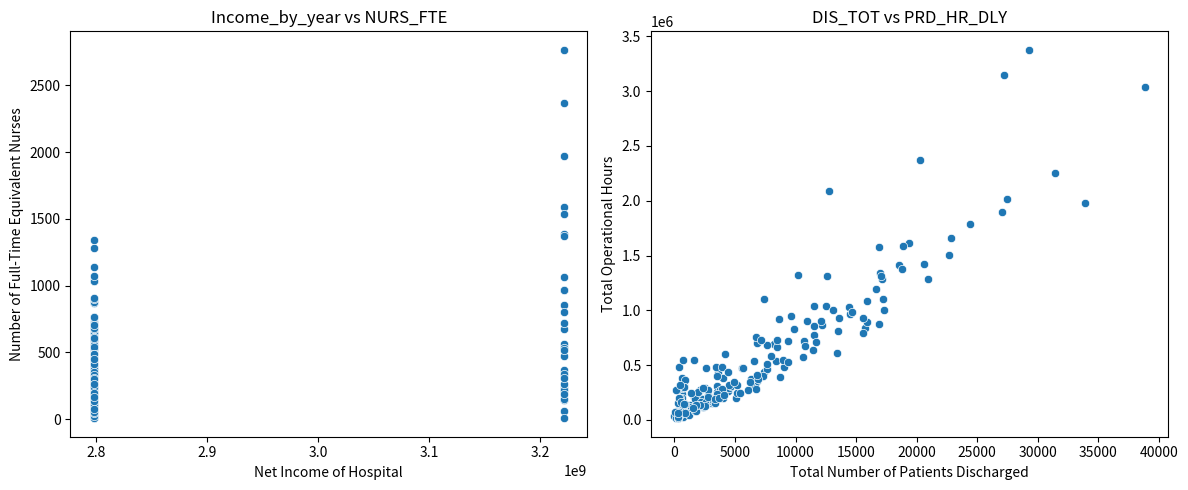 Income_by_year vs NURS_FTE
Number of Full-Time Equivalent Nurses
2500
2000
1500
1000
500
0
2.8 2.9 3.0 3.1 3.2
1e9
Net Income of Hospital
DIS_TOT vs PRD_HR_DLY
1e6
Total Operational Hours
3.5
3.0
2.5
2.0
1.5
1.0
0.5
0.0
0 5000 10000 15000 20000 25000 30000 35000 40000
Total Number of Patients Discharged